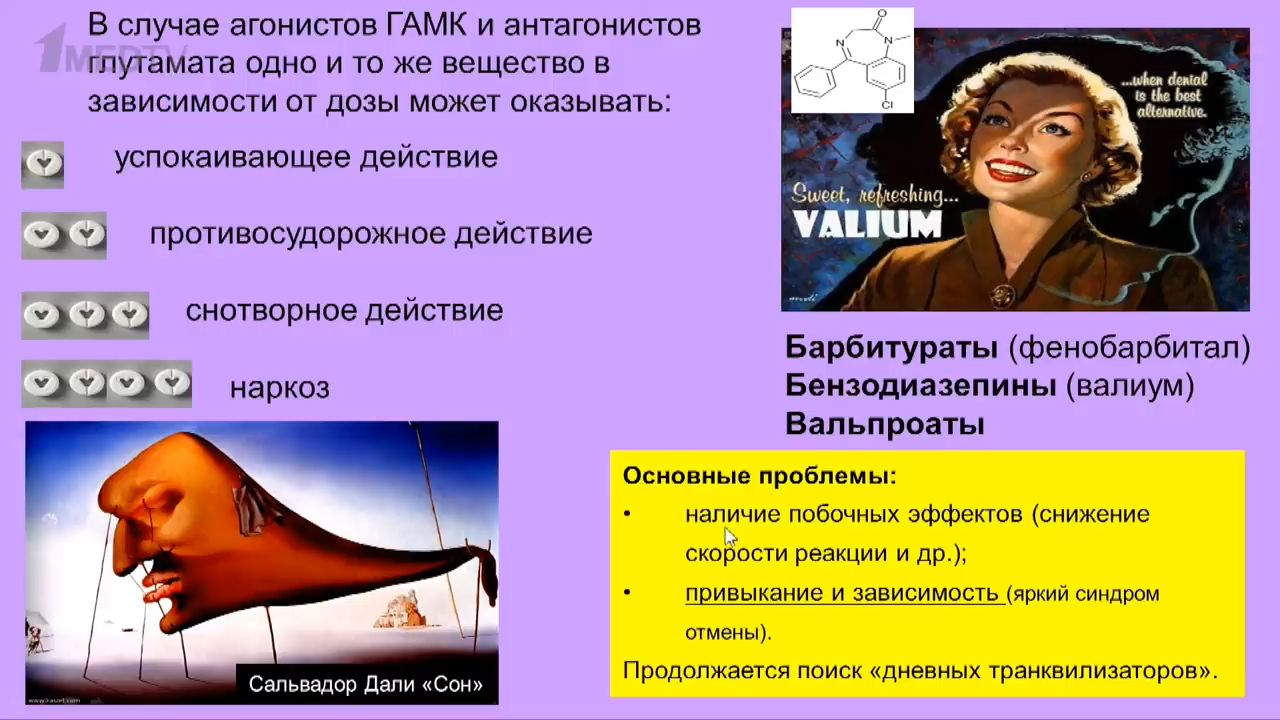 1MEDTV
В случае агонистов ГАМК и антагонистов
глутамата одно и то же вещество в
зависимости от дозы может оказывать:
успокаивающее действие
противосудорожное действие
снотворное действие
наркоз
Сальвадор Дали «Сон»
O
N
N
Cl
...when denial
is the best
alternative.
Sweet, refreshing...
VALIUM
Барбитураты (фенобарбитал)
Бензодиазепины (валиум)
Вальпроаты
Основные проблемы:
• наличие побочных эффектов (снижение
скорости реакции и др.);
• привыкание и зависимость (яркий синдром
отмены).
Продолжается поиск «дневных транквилизаторов».